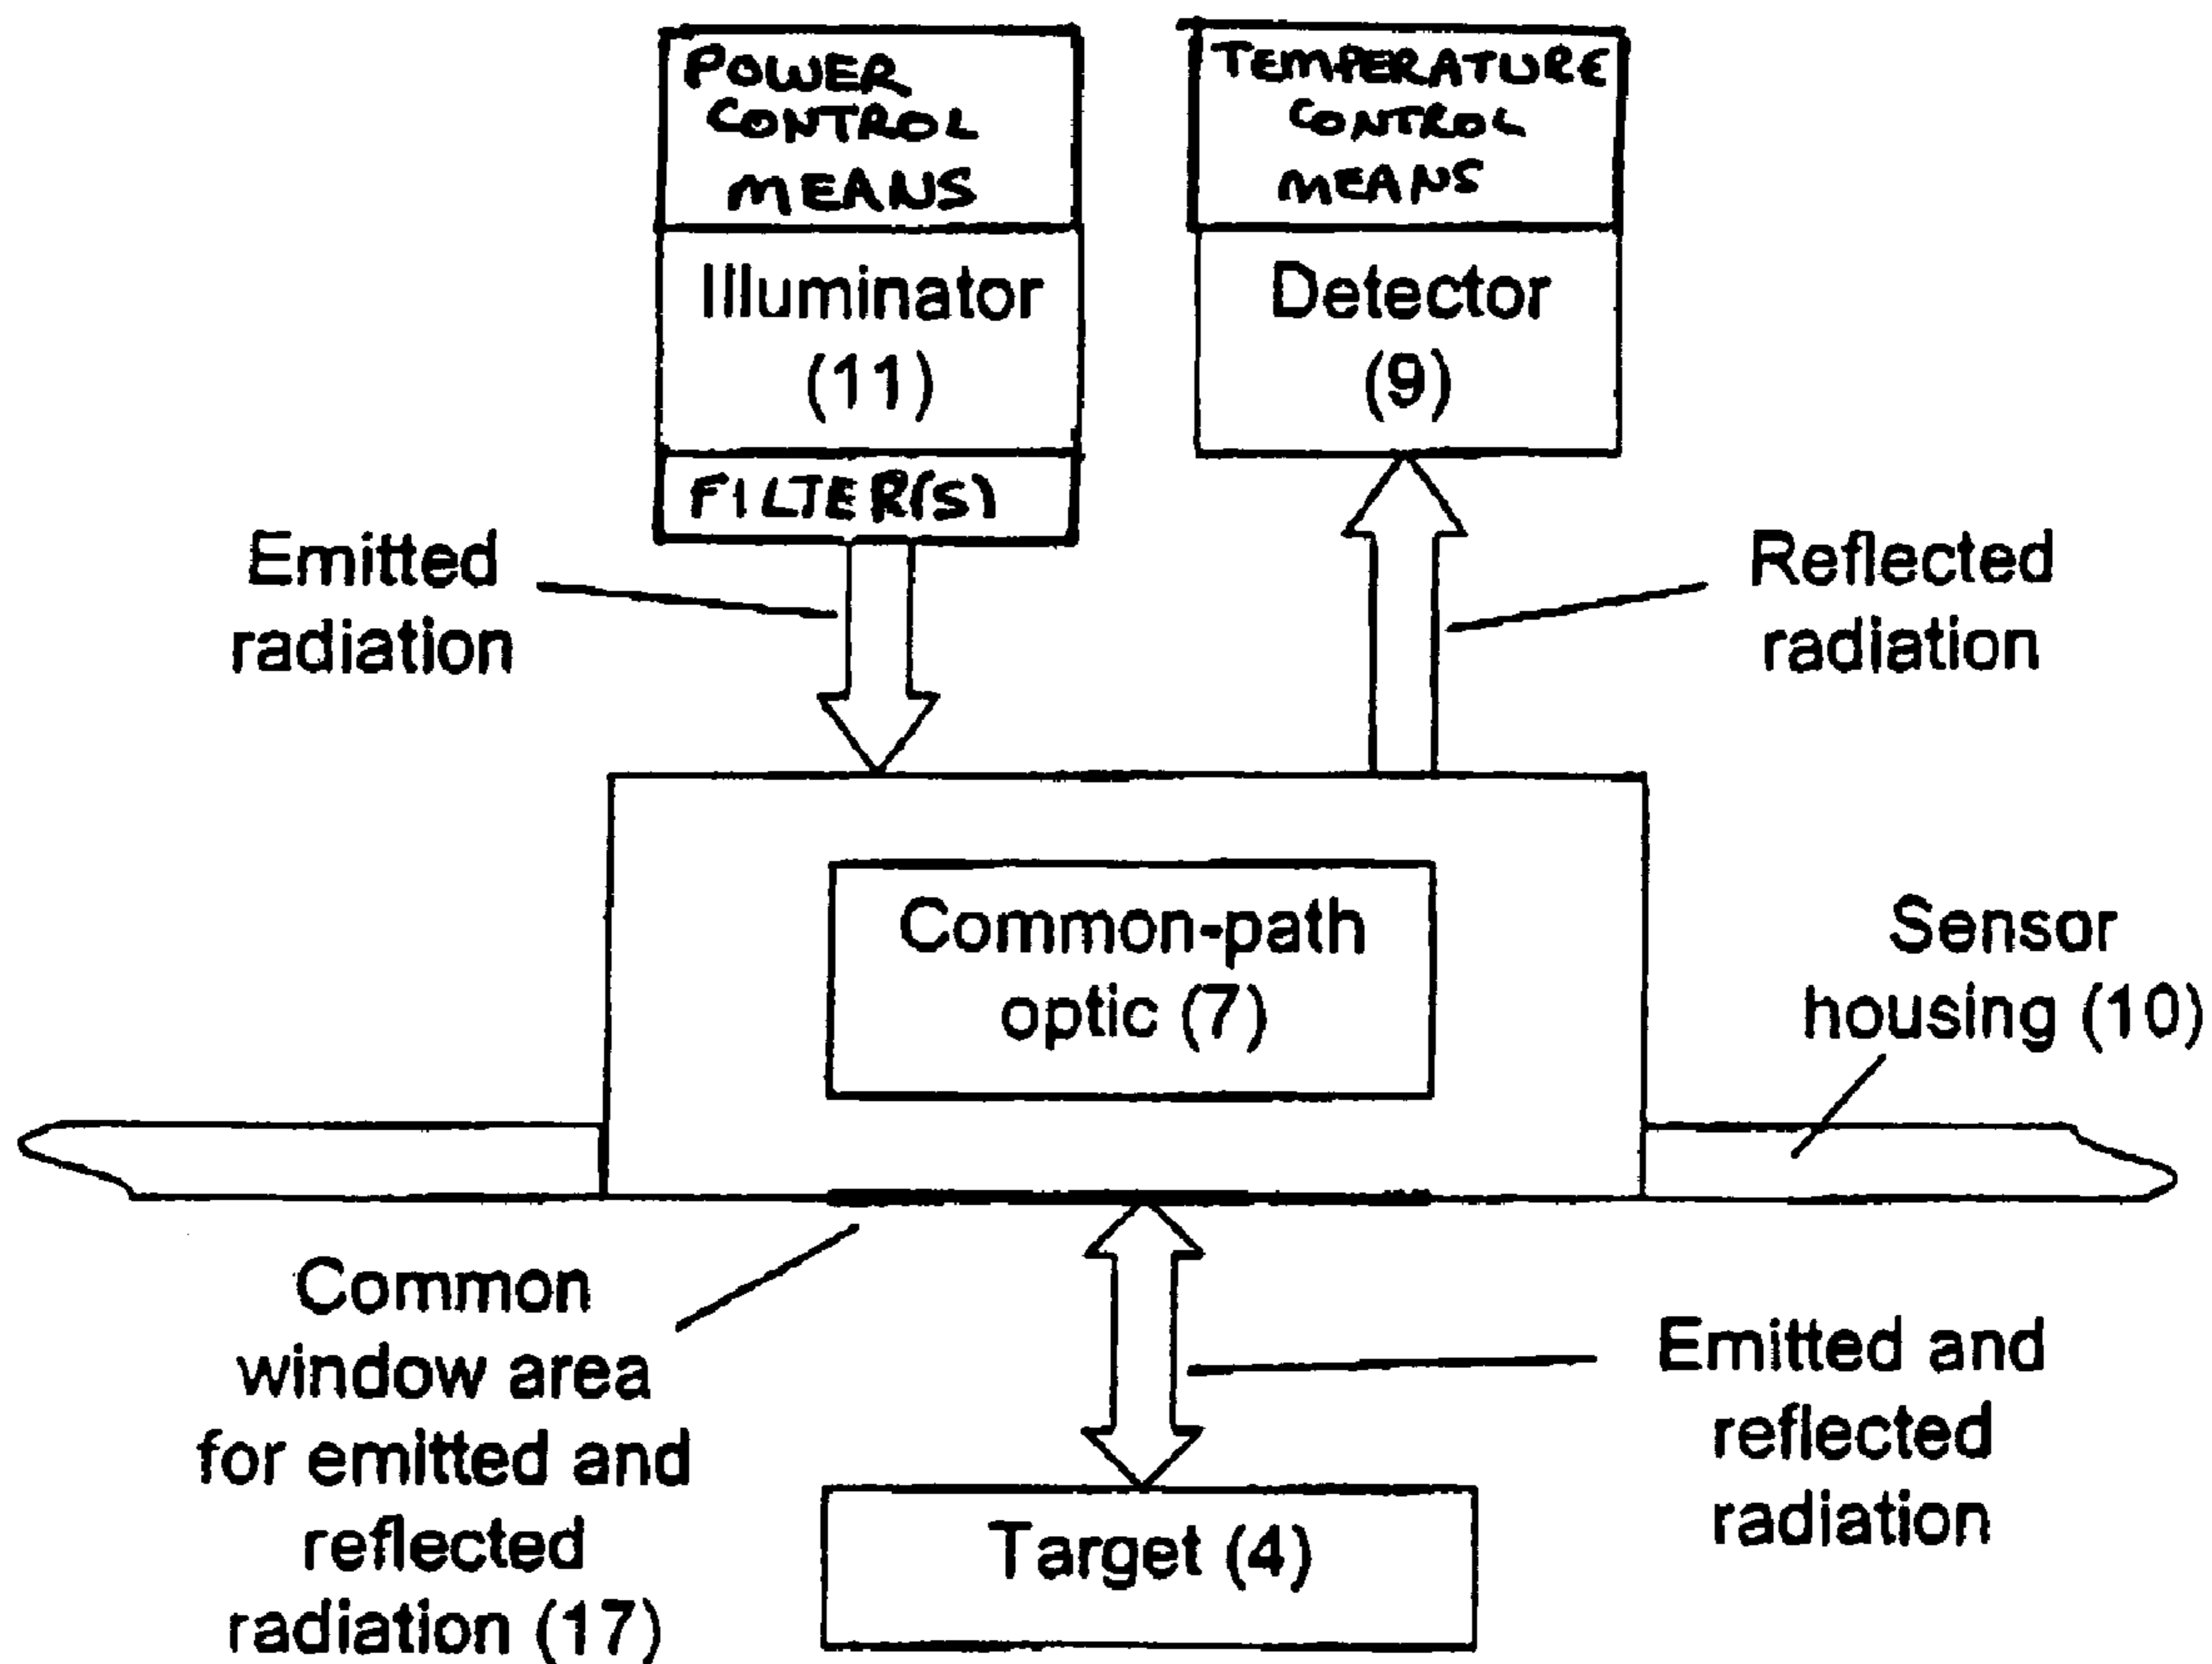 POWER
CONTROL
MEANS
TEMPERATURE
CONTROL
MEANS
Illuminator
(11)
Detector
(9)
FILTER(S)
Emitted
radiation
Reflected
radiation
Common-path
optic (7)
Sensor
housing (10)
Common
window area
for emitted and
reflected
radiation (17)
Emitted and
reflected
radiation
Target (4)